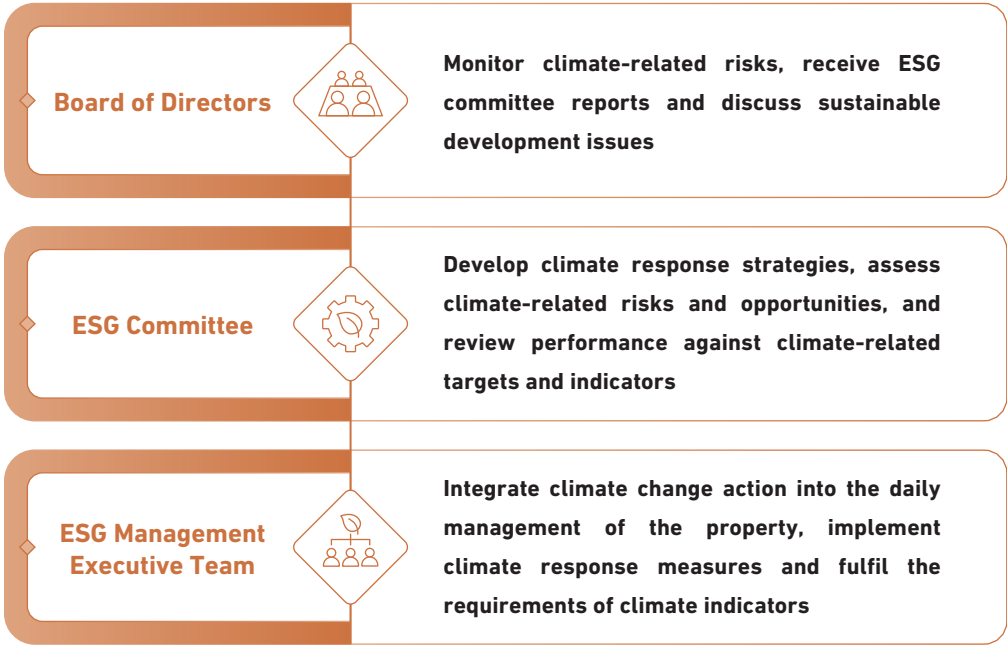 Board of Directors
Monitor climate-related risks, receive ESG
committee reports and discuss sustainable
development issues
ESG Committee
Develop climate response strategies, assess
climate-related risks and opportunities, and
review performance against climate-related
targets and indicators
ESG Management
Executive Team
Integrate climate change action into the daily
management of the property, implement
climate response measures and fulfil the
requirements of climate indicators